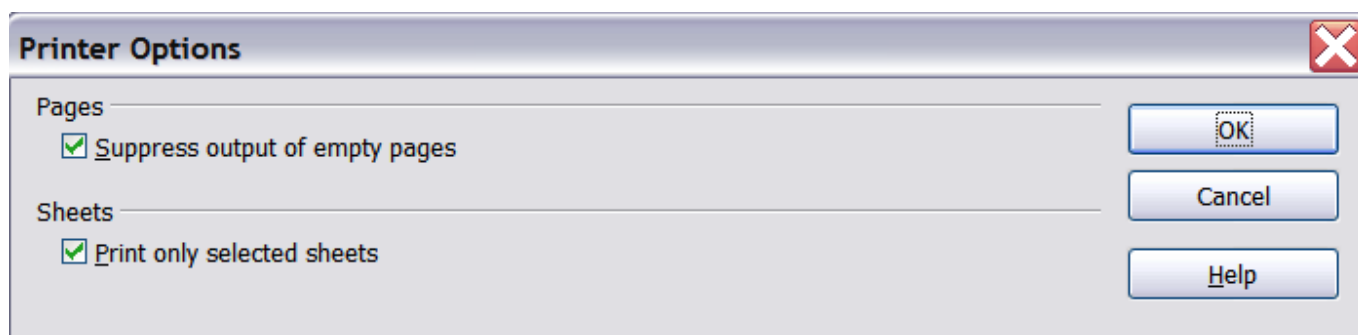 Printer Options
Pages
Suppress output of empty pages
Sheets
Print only selected sheets
OK
Cancel
Help